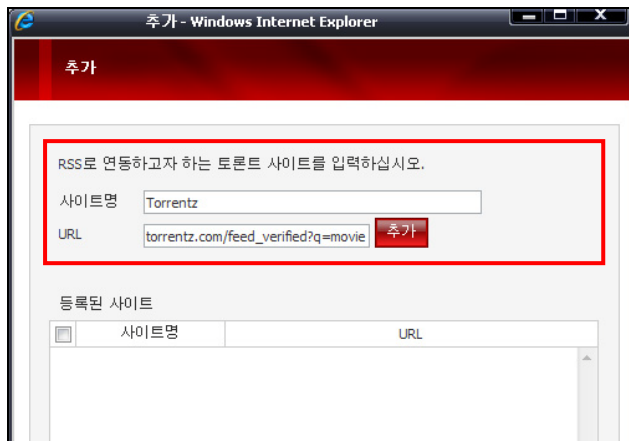 추가 - Windows Internet Explorer
추가
RSS로 연동하고자 하는 토론트 사이트를 입력하십시오.
사이트명 Torrentz
URL torrentz.com/feed_verified?q=movie 추가
등록된 사이트
사이트명 URL